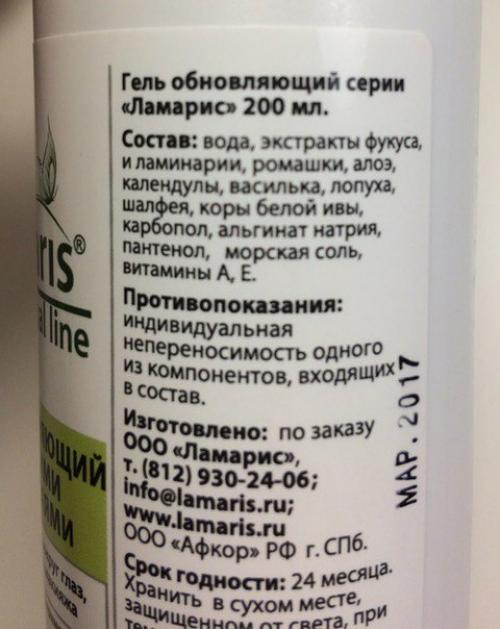 Гель обновляющий серии
«Ламарис» 200 мл.
Состав: вода, экстракты фукуса,
и ламинарии, ромашки, алоэ,
календулы, василька, лопуха,
шалфея, коры белой ивы,
карбопол, альгинат натрия,
пантенол, морская соль,
витамины А, Е.
Противопоказания:
индивидуальная
непереносимость одного
из компонентов, входящих
в состав.
Изготовлено: по заказу
ООО «Ламарис»,
т. (812) 930-24-06;
info@lamaris.ru;
www.lamaris.ru
ООО «Афкор» РФ г. СПб.
Срок годности: 24 месяца.
Хранить в сухом месте,
защищенном от света, при
МАР. 2017
ris®
al line
ющий
ми
ями
глаз,